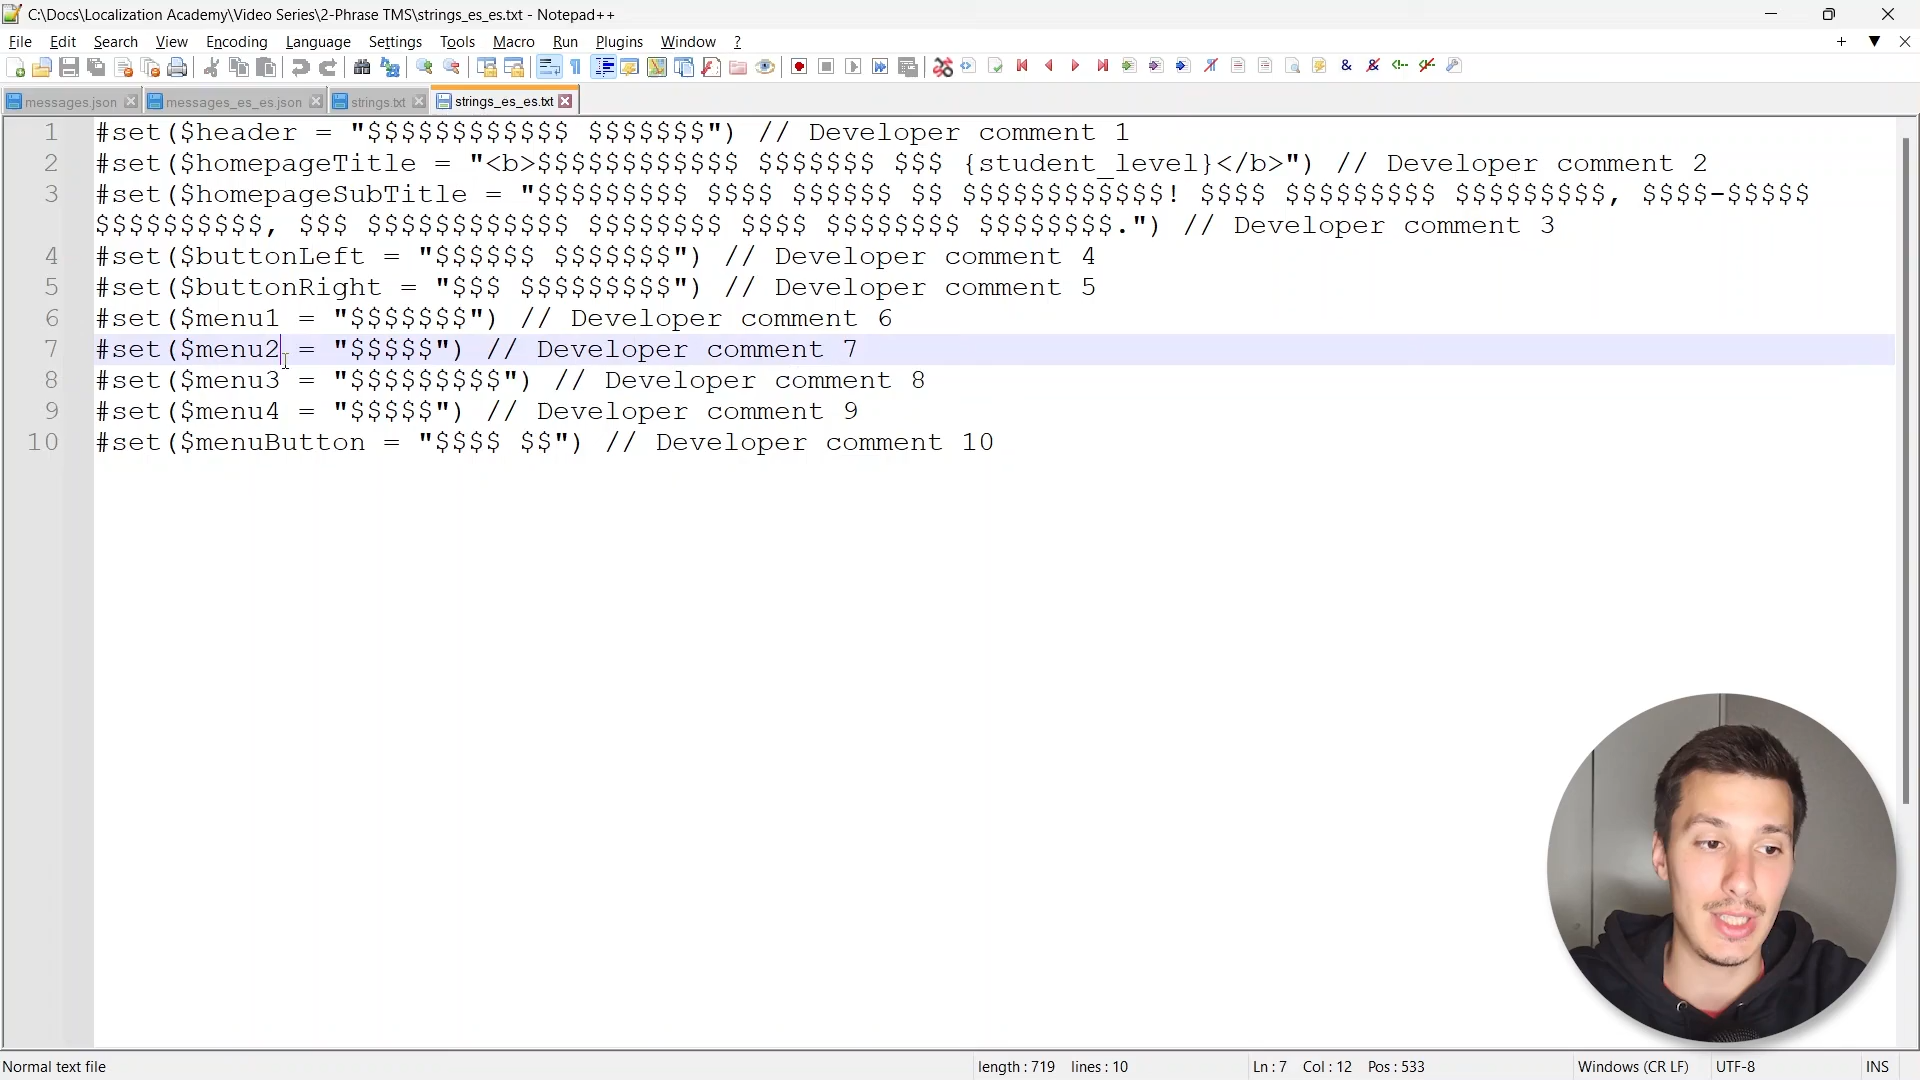 C:\Docs\Localization Academy\Video Series\2-Phrase TMS\strings_es_es.txt - Notepad++
File Edit Search View Encoding Language Settings Tools Macro Run Plugins Window ?
messages.json messages_es_es.json strings.txt strings_es_es.txt
1 #set($header = "$$$$$$$$$$$$ $$$$$$$") // Developer comment 1
2 #set($homepageTitle = "<b>$$$$$$$$$$$$ $$$$$$$ $$$ {student_level}</b>") // Developer comment 2
3 #set($homepageSubTitle = "$$$$$$$$$ $$$$ $$$$$$ $$ $$$$$$$$$$$$! $$$$ $$$$$$$$$ $$$$$$$$$, $$$$-$$$$$
$$$$$$$$$$, $$$ $$$$$$$$$$$$ $$$$$$$$ $$$$ $$$$$$$$ $$$$$$$$.") // Developer comment 3
4 #set($buttonLeft = "$$$$$$ $$$$$$$") // Developer comment 4
5 #set($buttonRight = "$$$ $$$$$$$$$") // Developer comment 5
6 #set($menu1 = "$$$$$$$") // Developer comment 6
7 #set($menu2 = "$$$$$") // Developer comment 7
8 #set($menu3 = "$$$$$$$$$") // Developer comment 8
9 #set($menu4 = "$$$$$") // Developer comment 9
10 #set($menuButton = "$$$$ $$") // Developer comment 10
Normal text file length : 719 lines : 10 Ln : 7 Col : 12 Pos : 533 Windows (CR LF) UTF-8 INS